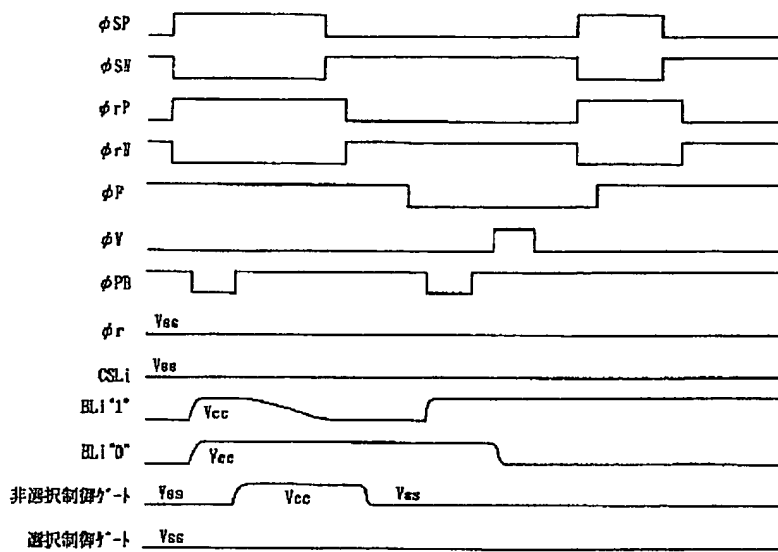 φSP
φSN
φrP
φrN
φF
φV
φPB
φr Vss
CSLi Vss
BLi"1" Vcc
BLi"0" Vcc
非選択制御ゲート Vss Vcc Vss
選択制御ゲート Vss